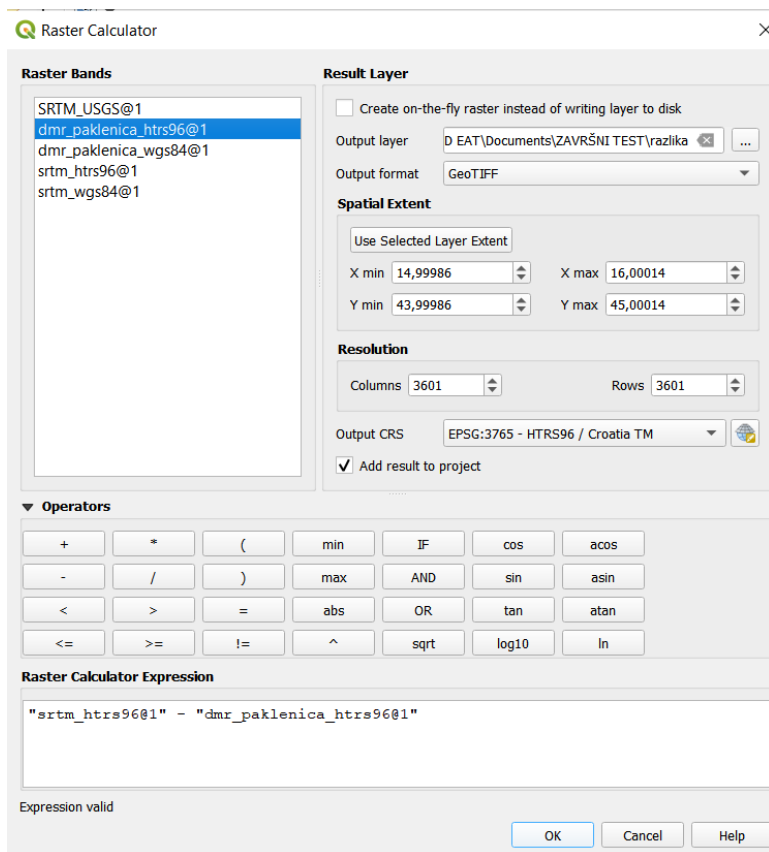 Raster Calculator
Raster Bands
SRTM_USGS@1
dmr_paklenica_htrs96@1
dmr_paklenica_wgs84@1
srtm_htrs96@1
srtm_wgs84@1
Result Layer
Create on-the-fly raster instead of writing layer to disk
Output layer D EAT\Documents\ZAVRŠNI TEST\razlika ...
Output format GeoTIFF
Spatial Extent
Use Selected Layer Extent
X min 14,99986 X max 16,00014
Y min 43,99986 Y max 45,00014
Resolution
Columns 3601 Rows 3601
Output CRS EPSG:3765 - HTRS96 / Croatia TM
Add result to project
Operators
+ * ( min IF cos acos
- / ) max AND sin asin
< > = abs OR tan atan
<= >= != ^ sqrt log10 ln
Raster Calculator Expression
"srtm_htrs96@1" - "dmr_paklenica_htrs96@1"
Expression valid
OK Cancel Help